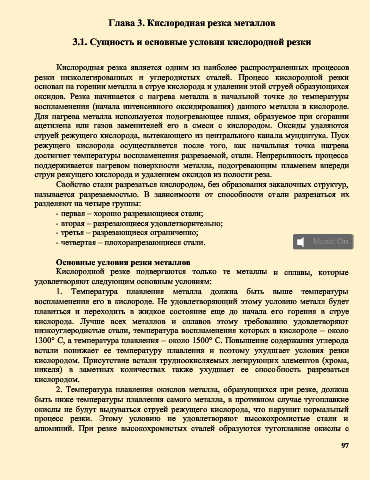 Глава 3. Кислородная резка металлов
3.1. Сущность и основные условия кислородной резки
Кислородная резка является одним из наиболее распространенных процессов
резки низколегированных и углеродистых сталей. Процесс кислородной резки
основан на горении металла в струе кислорода и удалении этой струей образующихся
оксидов. Резка начинается с нагрева металла в начальной точке до температуры
воспламенения (начала интенсивного оксидирования) данного металла в кислороде.
Для нагрева металла используется подогревающее пламя, образуемое при сгорании
ацетилена или газов заменителей его в смеси с кислородом. Оксиды удаляются
струей режущего кислорода, вытекающего из центрального канала мундштука. Пуск
режущего кислорода осуществляется после того, как начальная точка нагрева
достигнет температуры воспламенения разрезаемой, стали. Непрерывность процесса
поддерживается нагревом поверхности металла, подогревающим пламенем впереди
струи режущего кислорода и удалением оксидов из полости реза.
Свойство стали разрезаться кислородом, без образования закалочных структур,
называется разрезаемостью. В зависимости от способности стали разрезаться их
разделяют на четыре группы:
- первая – хорошо разрезающиеся стали;
- вторая – разрезающиеся удовлетворительно;
- третья – разрезающиеся ограниченно;
- четвертая – плохоразрезающиеся стали.
Music On
Основные условия резки металлов
Кислородной резке подвергаются только те металлы и сплавы, которые
удовлетворяют следующим основным условиям:
1. Температура плавления металла должна быть выше температуры
воспламенения его в кислороде. Не удовлетворяющий этому условию металл будет
плавиться и переходить в жидкое состояние еще до начала его горения в струе
кислорода. Лучше всех металлов и сплавов этому требованию удовлетворяют
низкоуглеродистые стали, температура воспламенения которых в кислороде – около
1300° С, а температура плавления – около 1500° С. Повышение содержания углерода
встали понижает ее температуру плавления и поэтому ухудшает условия резки
кислородом. Присутствие встали трудноокисляемых легирующих элементов (хрома,
никеля) в заметных количествах также ухудшает ее способность разрезаться
кислородом.
2. Температура плавления окислов металла, образующихся при резке, должна
быть ниже температуры плавления самого металла, в противном случае тугоплавкие
окислы не будут выдуваться струей режущего кислорода, что нарушит нормальный
процесс резки. Этому условию не удовлетворяют высокохромистые стали и
алюминий. При резке высокохромистых сталей образуются тугоплавкие окислы с
97